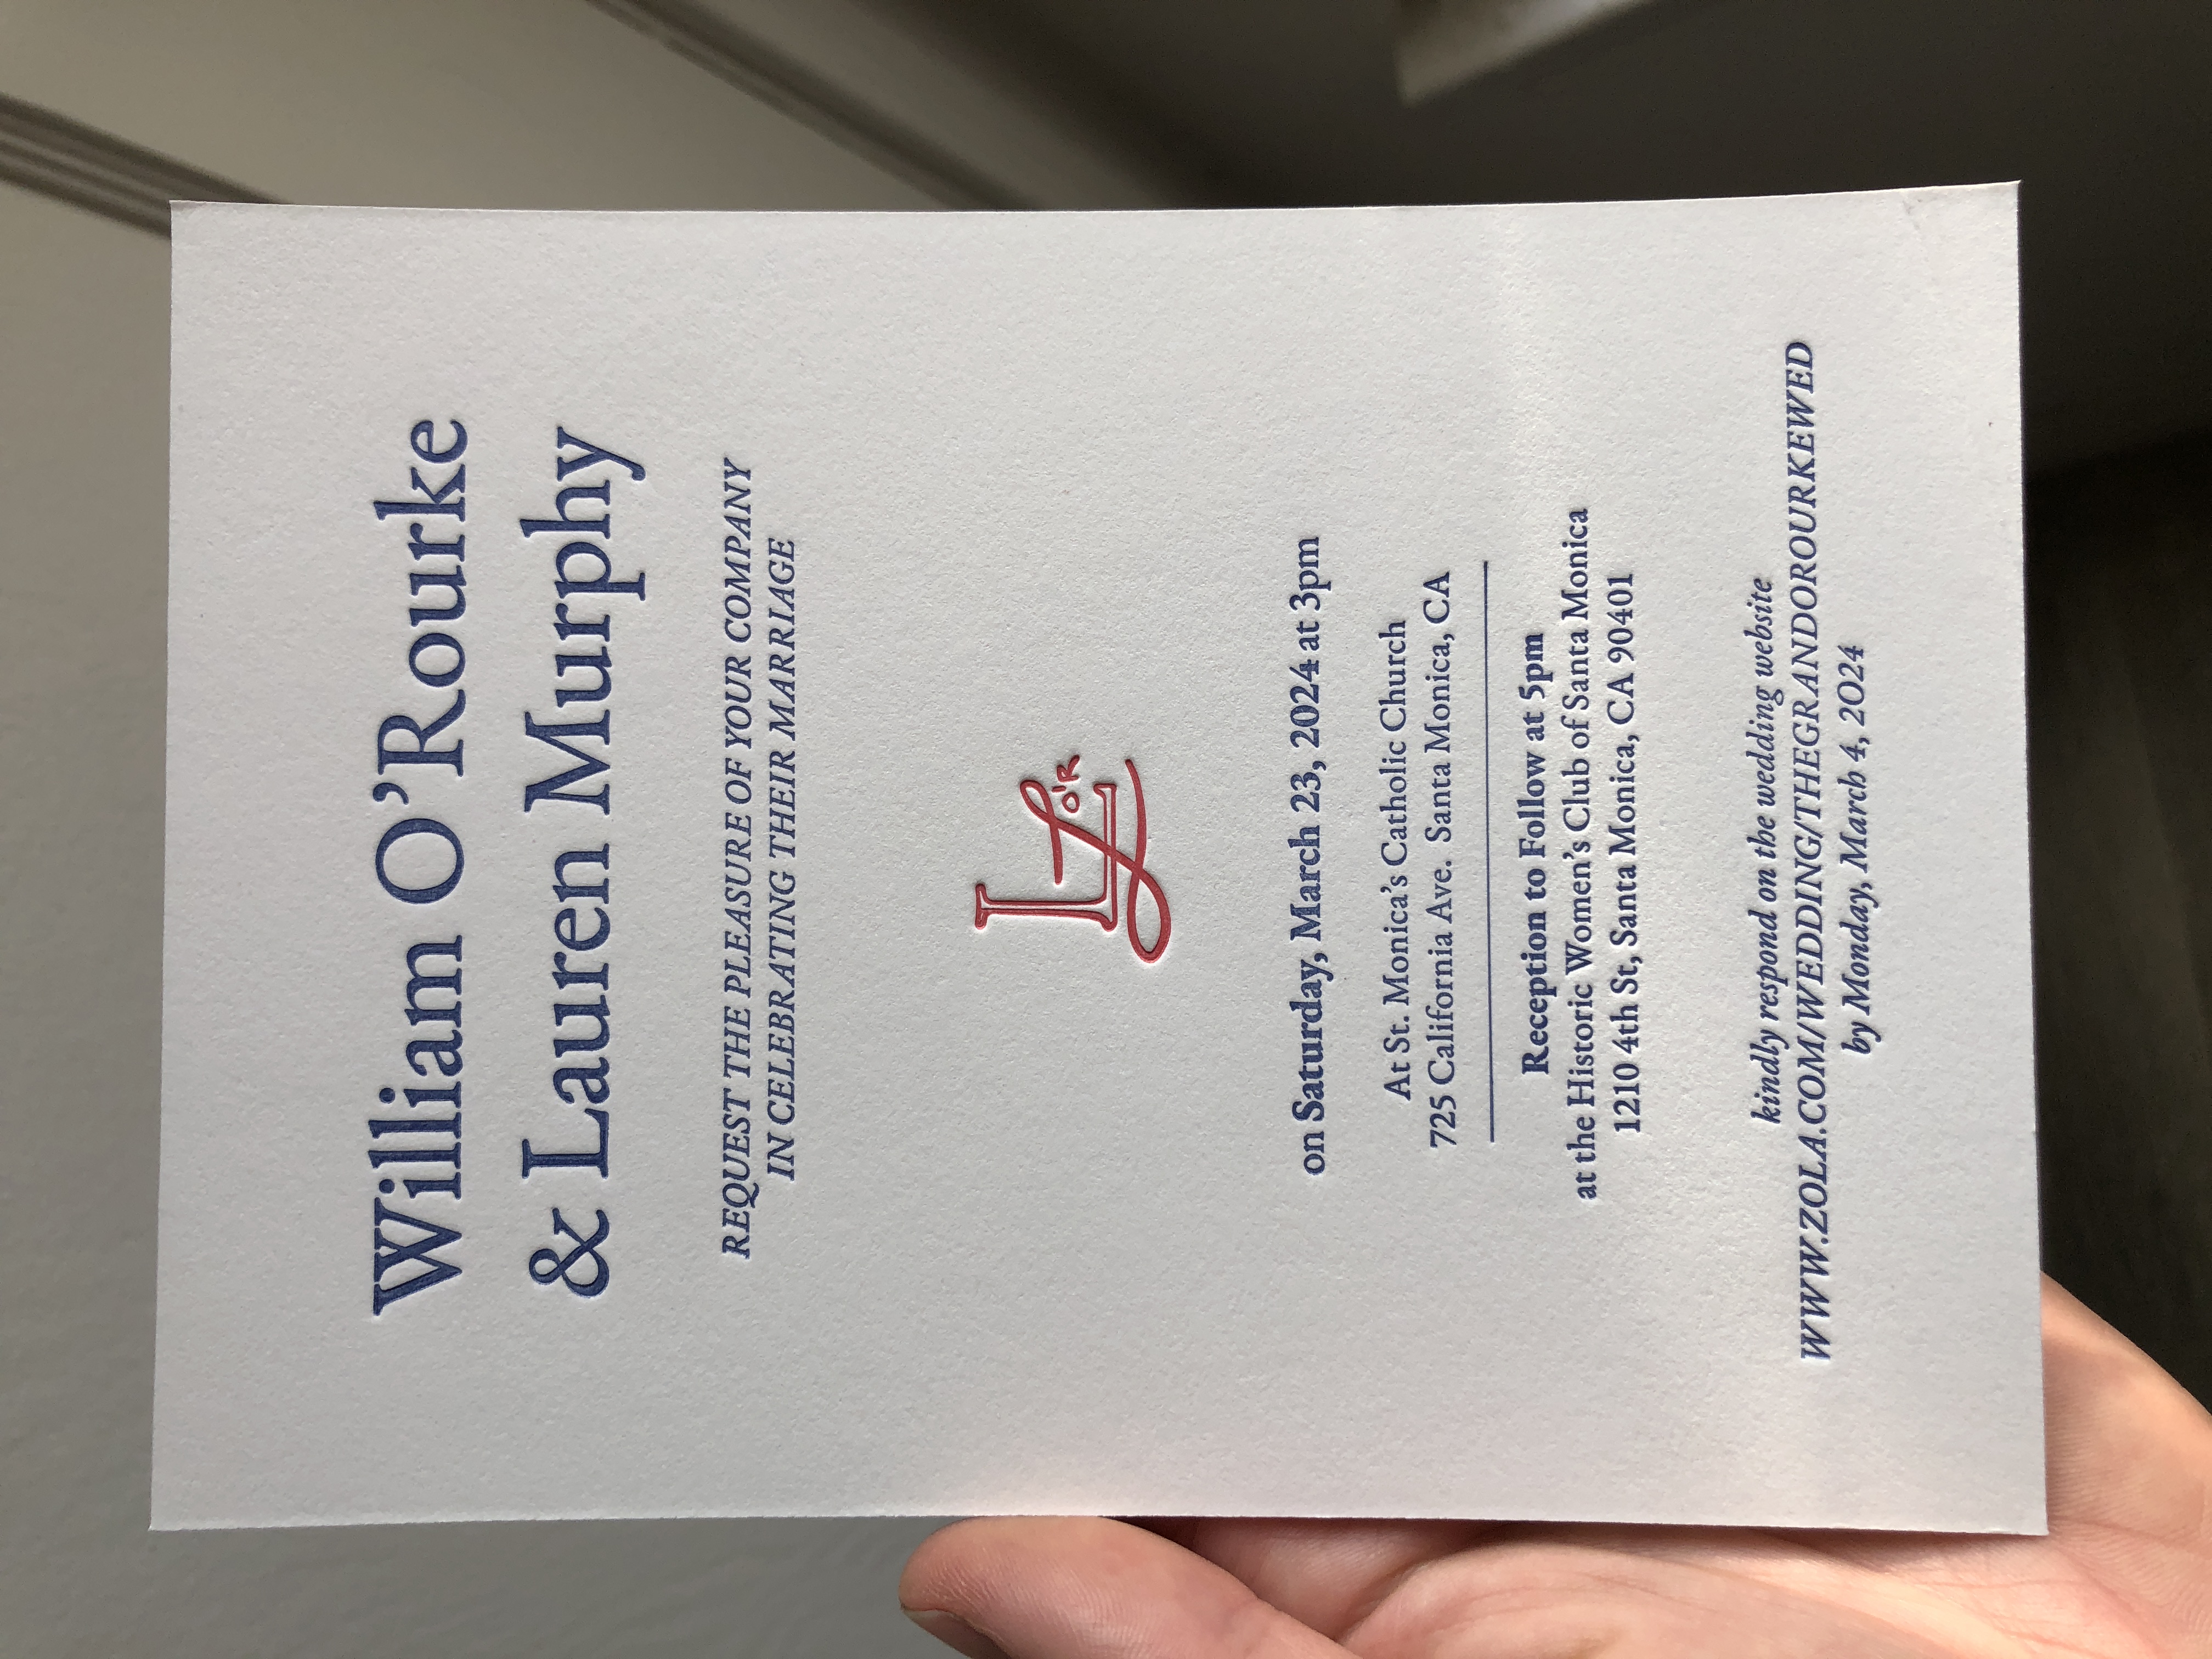 William O'Rourke
& Lauren Murphy
REQUEST THE PLEASURE OF YOUR COMPANY
IN CELEBRATING THEIR MARRIAGE
L L O'R
on Saturday, March 23, 2024 at 3pm
At St. Monica's Catholic Church
725 California Ave. Santa Monica, CA
Reception to Follow at 5pm
at the Historic Women's Club of Santa Monica
1210 4th St, Santa Monica, CA 90401
kindly respond on the wedding website
WWW.ZOLA.COM/WEDDING/THEGRANDOROURKEWED
by Monday, March 4, 2024